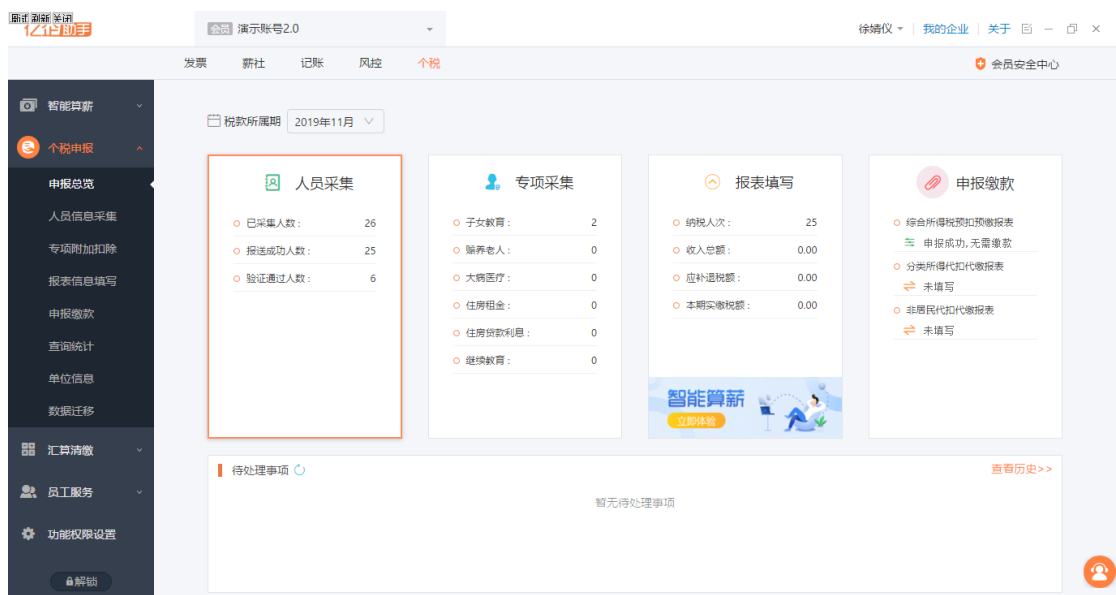 调试 刷新 关闭
亿企助手
会员 演示账号2.0
徐婧仪 我的企业 关于
发票 薪社 记账 风控 个税
会员安全中心
智能算薪
个税申报
申报总览
人员信息采集
专项附加扣除
报表信息填写
申报缴款
查询统计
单位信息
数据迁移
汇算清缴
员工服务
功能权限设置
解锁
税款所属期 2019年11月
人员采集
已采集人数: 26
报送成功人数: 25
验证通过人数: 6
专项采集
子女教育: 2
赡养老人: 0
大病医疗: 0
住房租金: 0
住房贷款利息: 0
继续教育: 0
报表填写
纳税人次: 25
收入总额: 0.00
应补退税额: 0.00
本期实缴税额: 0.00
智能算薪
立即体验
申报缴款
综合所得税预扣预缴报表
申报成功,无需缴款
分类所得代扣代缴报表
未填写
非居民代扣代缴报表
未填写
待处理事项
查看历史>>
暂无待处理事项